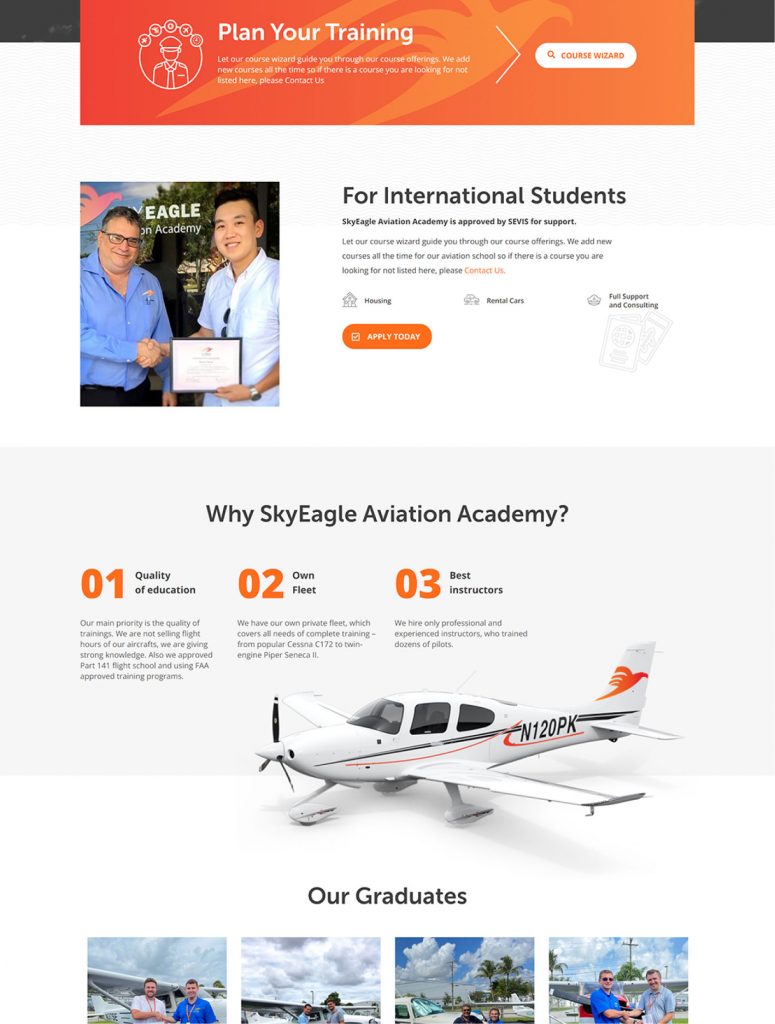 Plan Your Training
Let our course wizard guide you through our course offerings. We add
new courses all the time so if there is a course you are looking for not
listed here, please Contact Us
COURSE WIZARD
EAGLE
on Academy
For International Students
SkyEagle Aviation Academy is approved by SEVIS for support.
Let our course wizard guide you through our course offerings. We add new
courses all the time for our aviation school so if there is a course you are
looking for not listed here, please Contact Us.
Housing
Rental Cars
Full Support
and Consulting
APPLY TODAY
Why SkyEagle Aviation Academy?
01
Quality
of education
Our main priority is the quality of
trainings. We are not selling flight
hours of our aircrafts, we are giving
strong knowledge. Also we approved
Part 141 flight school and using FAA
approved training programs.
02
Own
Fleet
We have our own private fleet, which
covers all needs of complete training –
from popular Cessna C172 to twin-
engine Piper Seneca II.
03
Best
instructors
We hire only professional and
experienced instructors, who trained
dozens of pilots.
N120PK
Our Graduates